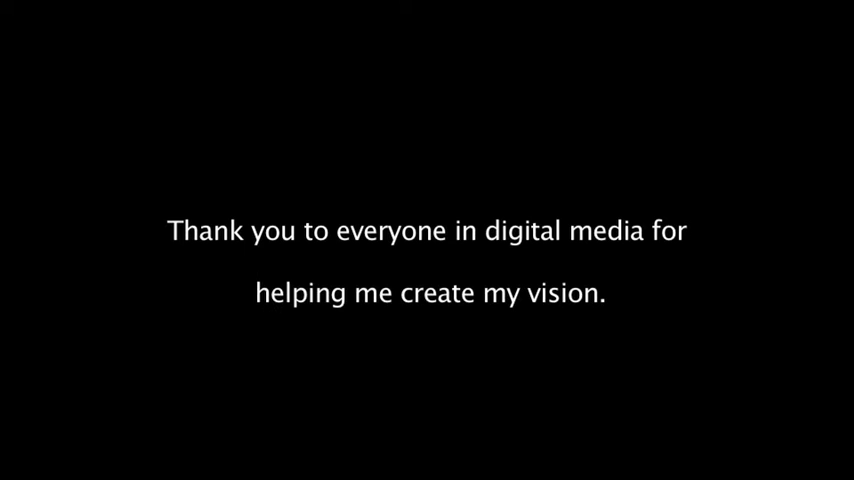 Thank you to everyone in digital media for
helping me create my vision.